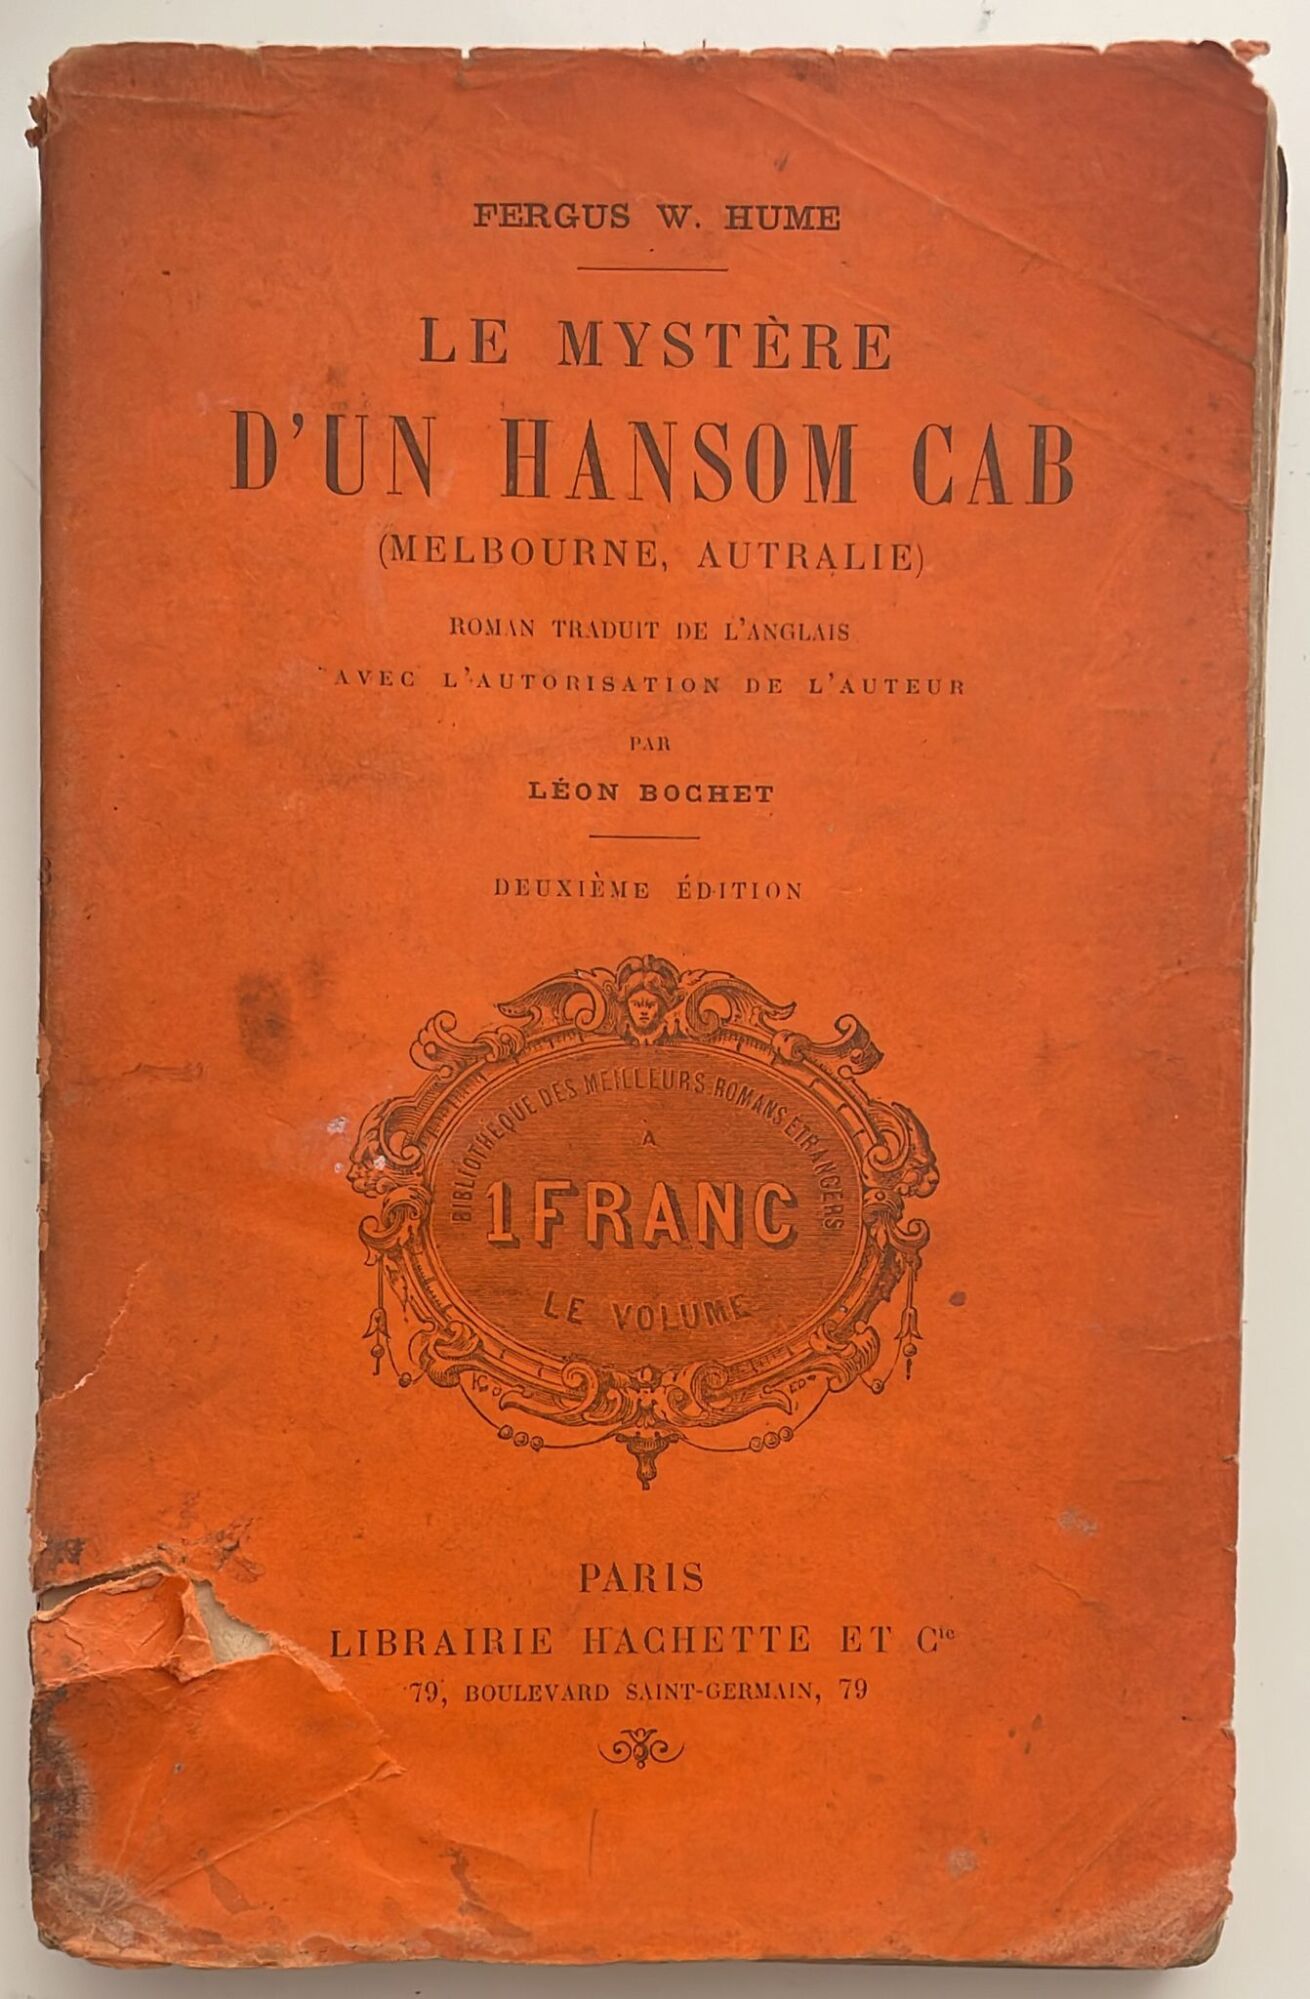 FERGUS W. HUME
LE MYSTÈRE
D'UN HANSOM CAB
(MELBOURNE, AUTRALIE)
ROMAN TRADUIT DE L'ANGLAIS
AVEC L'AUTORISATION DE L'AUTEUR
PAR
LÉON BOCHET
DEUXIÈME ÉDITION
BIBLIOTHEQUE DES MEILLEURS ROMANS ETRANGERS
À
1 FRANC
LE VOLUME
PARIS
LIBRAIRIE HACHETTE ET Cie
79, BOULEVARD SAINT-GERMAIN, 79